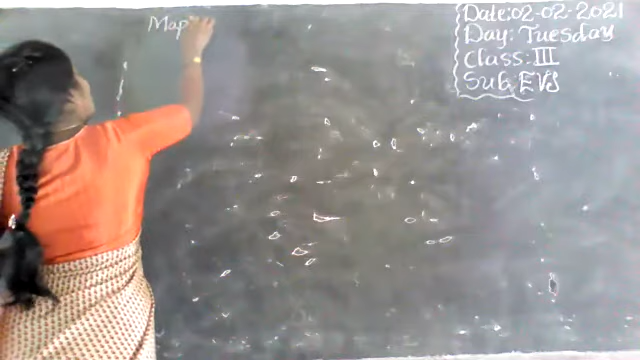 Map
Date:02-02-2021
Day: Tuesday
Class: III
Sub: EVS